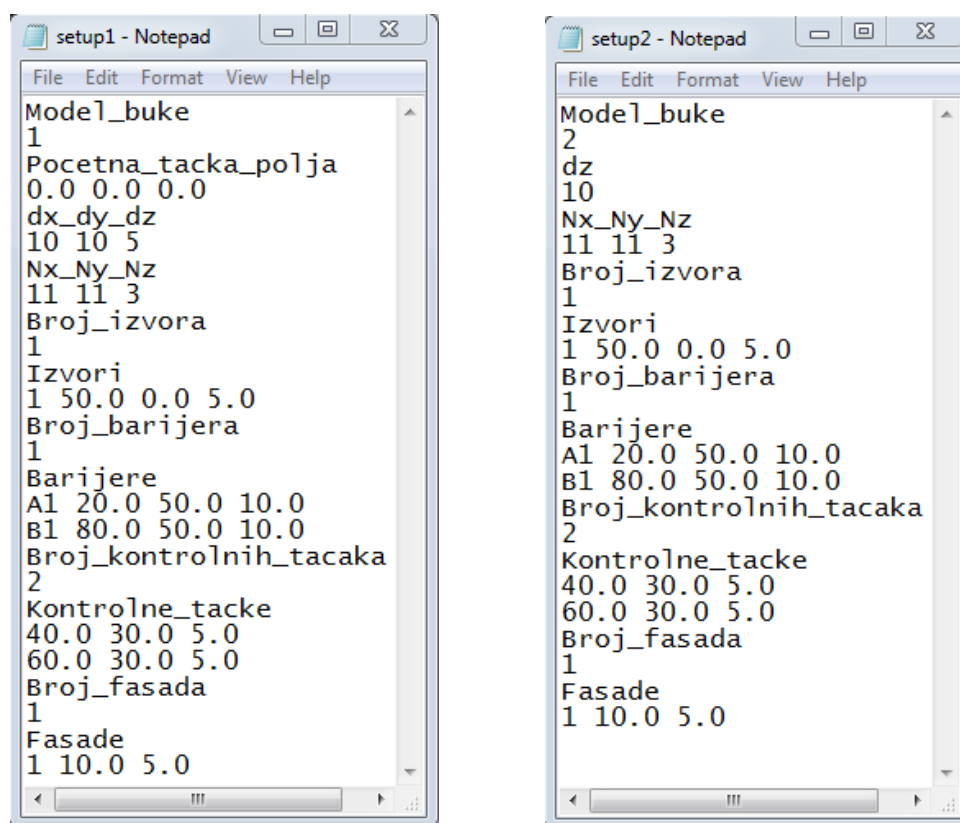 setup1 - Notepad
File Edit Format View Help
Model_buke
1
Pocetna_tacka_polja
0.0 0.0 0.0
dx_dy_dz
10 10 5
Nx_Ny_Nz
11 11 3
Broj_izvora
1
Izvori
1 50.0 0.0 5.0
Broj_barijera
1
Barijere
A1 20.0 50.0 10.0
B1 80.0 50.0 10.0
Broj_kontrolnih_tacaka
2
Kontrolne_tacke
40.0 30.0 5.0
60.0 30.0 5.0
Broj_fasada
1
Fasade
1 10.0 5.0
setup2 - Notepad
File Edit Format View Help
Model_buke
2
dz
10
Nx_Ny_Nz
11 11 3
Broj_izvora
1
Izvori
1 50.0 0.0 5.0
Broj_barijera
1
Barijere
A1 20.0 50.0 10.0
B1 80.0 50.0 10.0
Broj_kontrolnih_tacaka
2
Kontrolne_tacke
40.0 30.0 5.0
60.0 30.0 5.0
Broj_fasada
1
Fasade
1 10.0 5.0